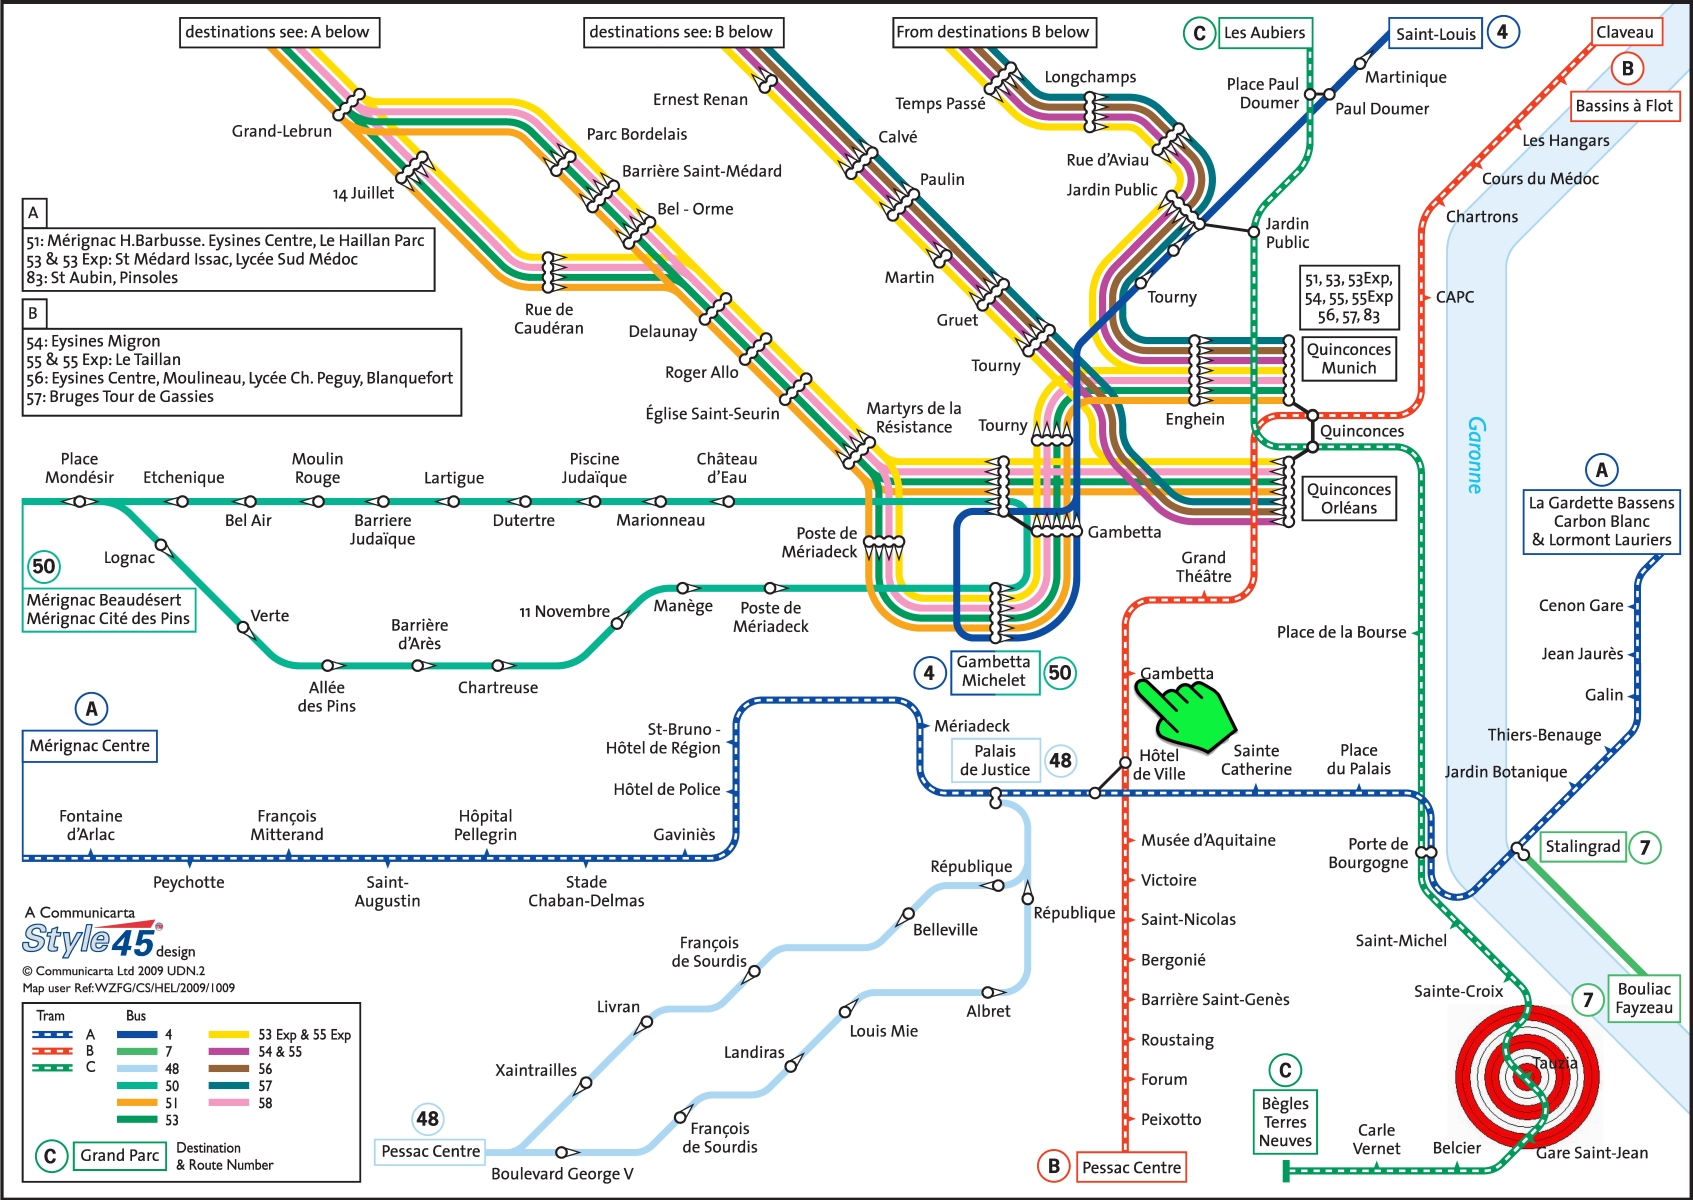 destinations see: A below
destinations see: B below
From destinations B below
C
Les Aubiers
Saint-Louis
4
Claveau
B
Bassins à Flot
Longchamps
Temps Passé
Ernest Renan
Place Paul
Doumer
Martinique
Paul Doumer
Grand-Lebrun
Parc Bordelais
Calvé
Rue d'Aviau
Les Hangars
Barrière Saint-Médard
Paulin
Jardin Public
Cours du Médoc
14 Juillet
Bel - Orme
Chartrons
Jardin
Public
A
51: Mérignac H.Barbusse. Eysines Centre, Le Haillan Parc
53 & 53 Exp: St Médard Issac, Lycée Sud Médoc
83: St Aubin, Pinsoles
B
54: Eysines Migron
55 & 55 Exp: Le Taillan
56: Eysines Centre, Moulineau, Lycée Ch. Peguy, Blanquefort
57: Bruges Tour de Gassies
Rue de
Caudéran
Delaunay
Roger Allo
Église Saint-Seurin
Martin
Gruet
Tourny
Tourny
51, 53, 53Exp,
54, 55, 55Exp
56, 57, 83
CAPC
Quinconces
Munich
Enghein
Quinconces
Martyrs de la
Résistance
Tourny
Garonne
Place
Mondésir
Etchenique
Moulin
Rouge
Lartigue
Piscine
Judaïque
Château
d'Eau
Bel Air
Barriere
Judaïque
Dutertre
Marionneau
Poste de
Mériadeck
Gambetta
Quinconces
Orléans
A
La Gardette Bassens
Carbon Blanc
& Lormont Lauriers
Lognac
50
Mérignac Beaudésert
Mérignac Cité des Pins
Verte
Allée
des Pins
Barrière
d'Arès
Chartreuse
11 Novembre
Manège
Poste de
Mériadeck
Grand
Théâtre
Cenon Gare
Place de la Bourse
Jean Jaurès
Galin
4
Gambetta
Michelet
50
Gambetta
A
Mérignac Centre
St-Bruno -
Hôtel de Région
Mériadeck
Thiers-Benauge
Palais
de Justice
48
Hôtel
de Ville
Sainte
Catherine
Place
du Palais
Jardin Botanique
Hôtel de Police
Fontaine
d'Arlac
François
Mitterand
Hôpital
Pellegrin
Gaviniès
Peychotte
Saint-
Augustin
Stade
Chaban-Delmas
Musée d'Aquitaine
Porte de
Bourgogne
Stalingrad
7
République
Victoire
République
Saint-Nicolas
Belleville
François
de Sourdis
Saint-Michel
Bergonié
A Communicarta
Style45
design
© Communicarta Ltd 2009 UDN.2
Map user Ref:WZFG/CS/HEL/2009/1009
Livran
Albret
Louis Mie
Barrière Saint-Genès
Sainte-Croix
7
Bouliac
Fayzeau
Roustaing
Landiras
Xaintrailles
Forum
Tauzia
Peixotto
François
de Sourdis
Tram
Bus
A
4
53 Exp & 55 Exp
B
7
54 & 55
C
48
56
50
57
51
58
53
C
Grand Parc
Destination
& Route Number
48
Pessac Centre
Boulevard George V
B
Pessac Centre
C
Bègles
Terres
Neuves
Carle
Vernet
Belcier
Gare Saint-Jean